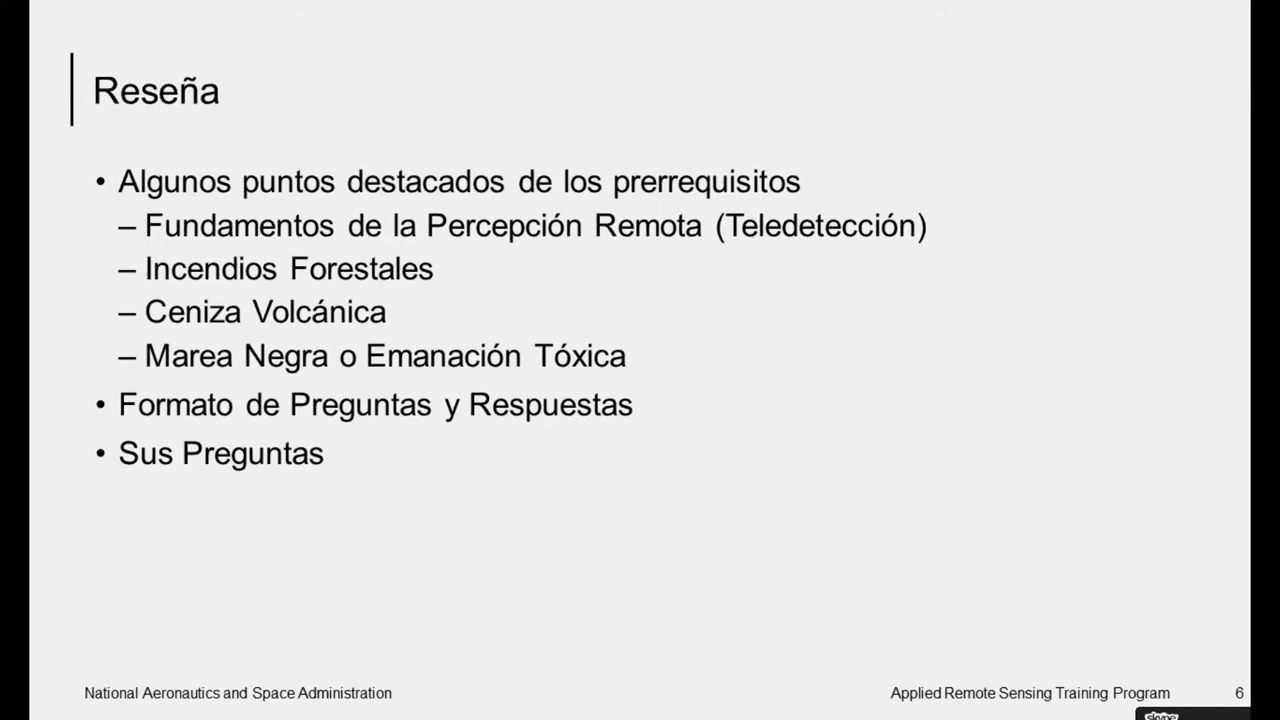 Reseña
• Algunos puntos destacados de los prerrequisitos
– Fundamentos de la Percepción Remota (Teledetección)
– Incendios Forestales
– Ceniza Volcánica
– Marea Negra o Emanación Tóxica
• Formato de Preguntas y Respuestas
• Sus Preguntas
National Aeronautics and Space Administration
Applied Remote Sensing Training Program
6
skype